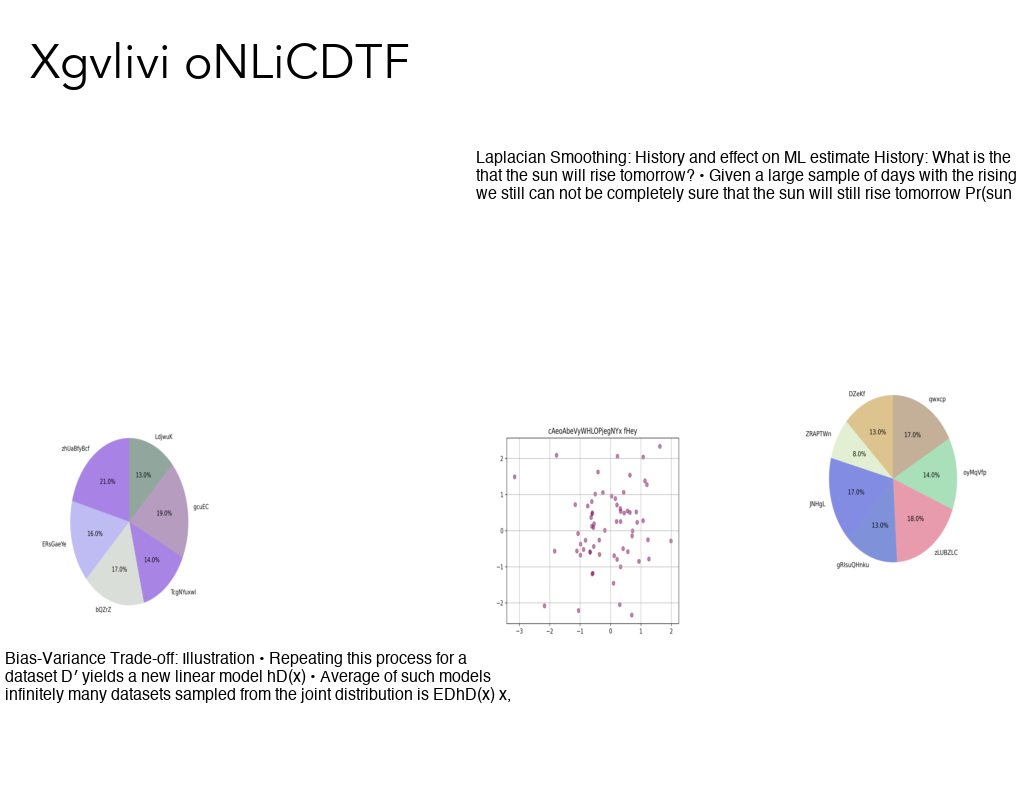 Xgvlivi oNLiCDTF
Laplacian Smoothing: History and effect on ML estimate History: What is the
that the sun will rise tomorrow? • Given a large sample of days with the rising
we still can not be completely sure that the sun will still rise tomorrow Pr(sun
LdjwuK
zhUaBfyBcf
13.0%
21.0%
19.0%
gcuEC
16.0%
ERsGaeYe
14.0%
17.0%
TcgNYuxwl
bQZrZ
cAeoAbeVyWHLOPjegNYx fHey
2
1
0
−1
−2
−3 −2 −1 0 1 2
DZeKf
qwxcp
ZRAPTWn
13.0%
17.0%
8.0%
oyMqVfp
14.0%
17.0%
JNHgL
18.0%
13.0%
zLUBZLC
gRlsuQHnku
Bias-Variance Trade-off: Illustration • Repeating this process for a
dataset D′ yields a new linear model hD(x) • Average of such models
infinitely many datasets sampled from the joint distribution is EDhD(x) x,